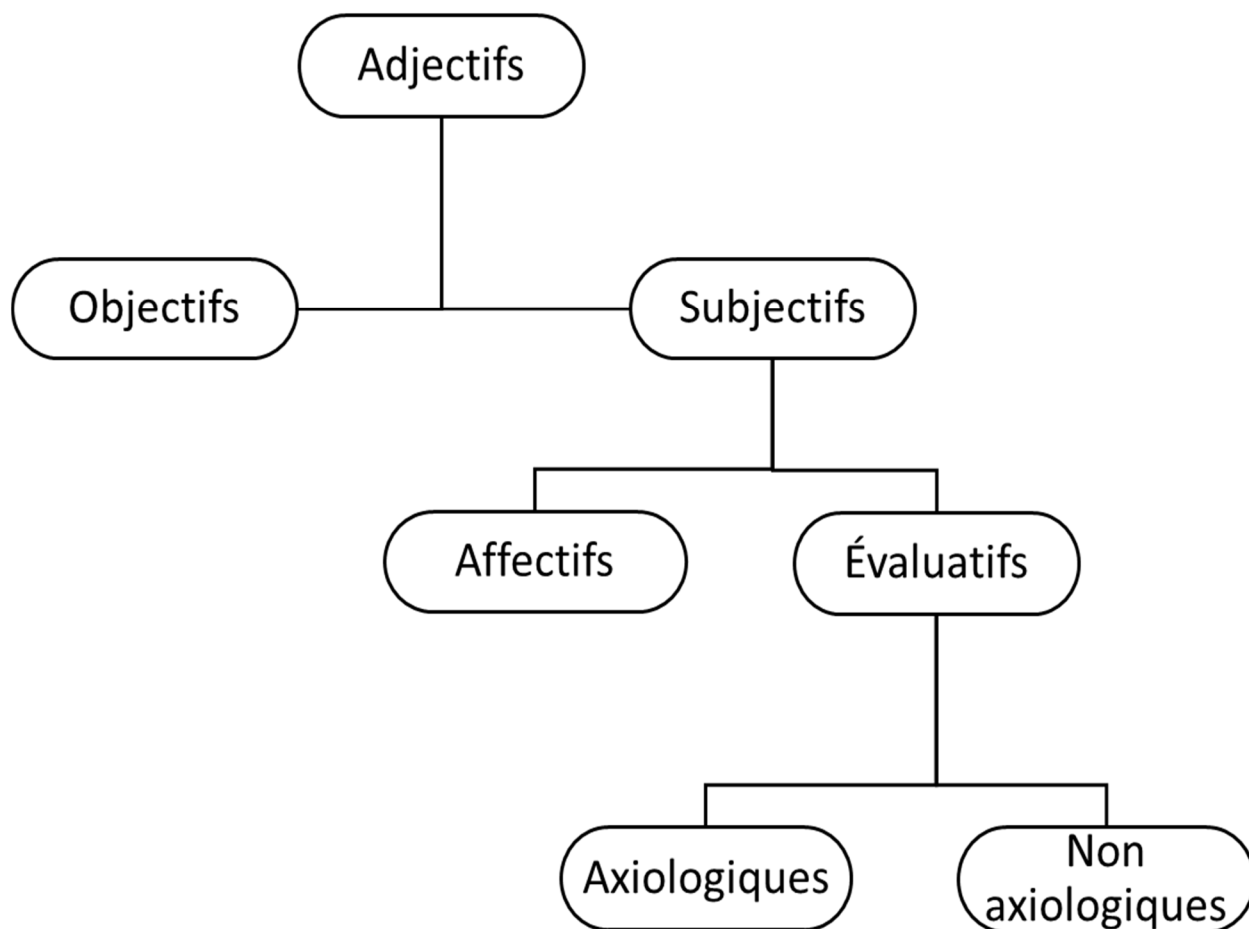 Adjectifs
Objectifs
Subjectifs
Affectifs
Évaluatifs
Axiologiques
Non
axiologiques